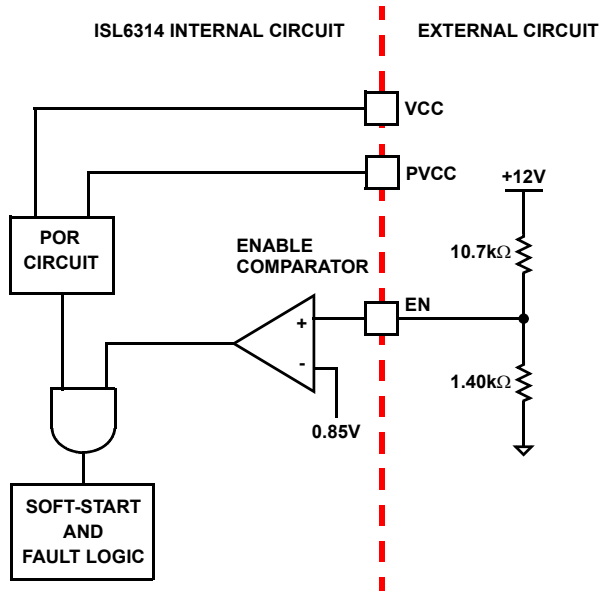 ISL6314 INTERNAL CIRCUIT
EXTERNAL CIRCUIT
VCC
PVCC
+12V
POR
CIRCUIT
ENABLE
COMPARATOR
10.7kΩ
EN
+
-
1.40kΩ
0.85V
SOFT-START
AND
FAULT LOGIC